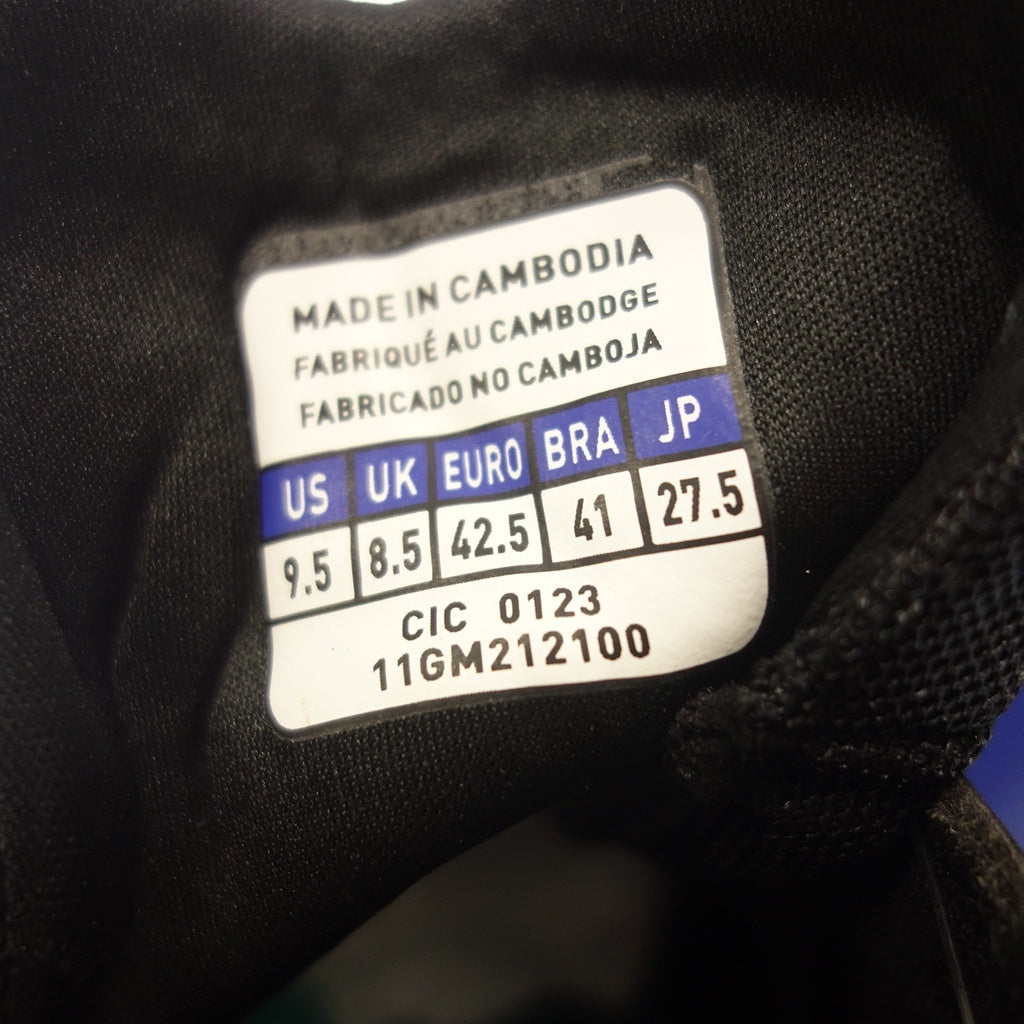 MADE IN CAMBODIA
FABRIQUÉ AU CAMBODGE
FABRICADO NO CAMBOJA
US UK EURO BRA JP
9.5 8.5 42.5 41 27.5
CIC 0123
11GM212100